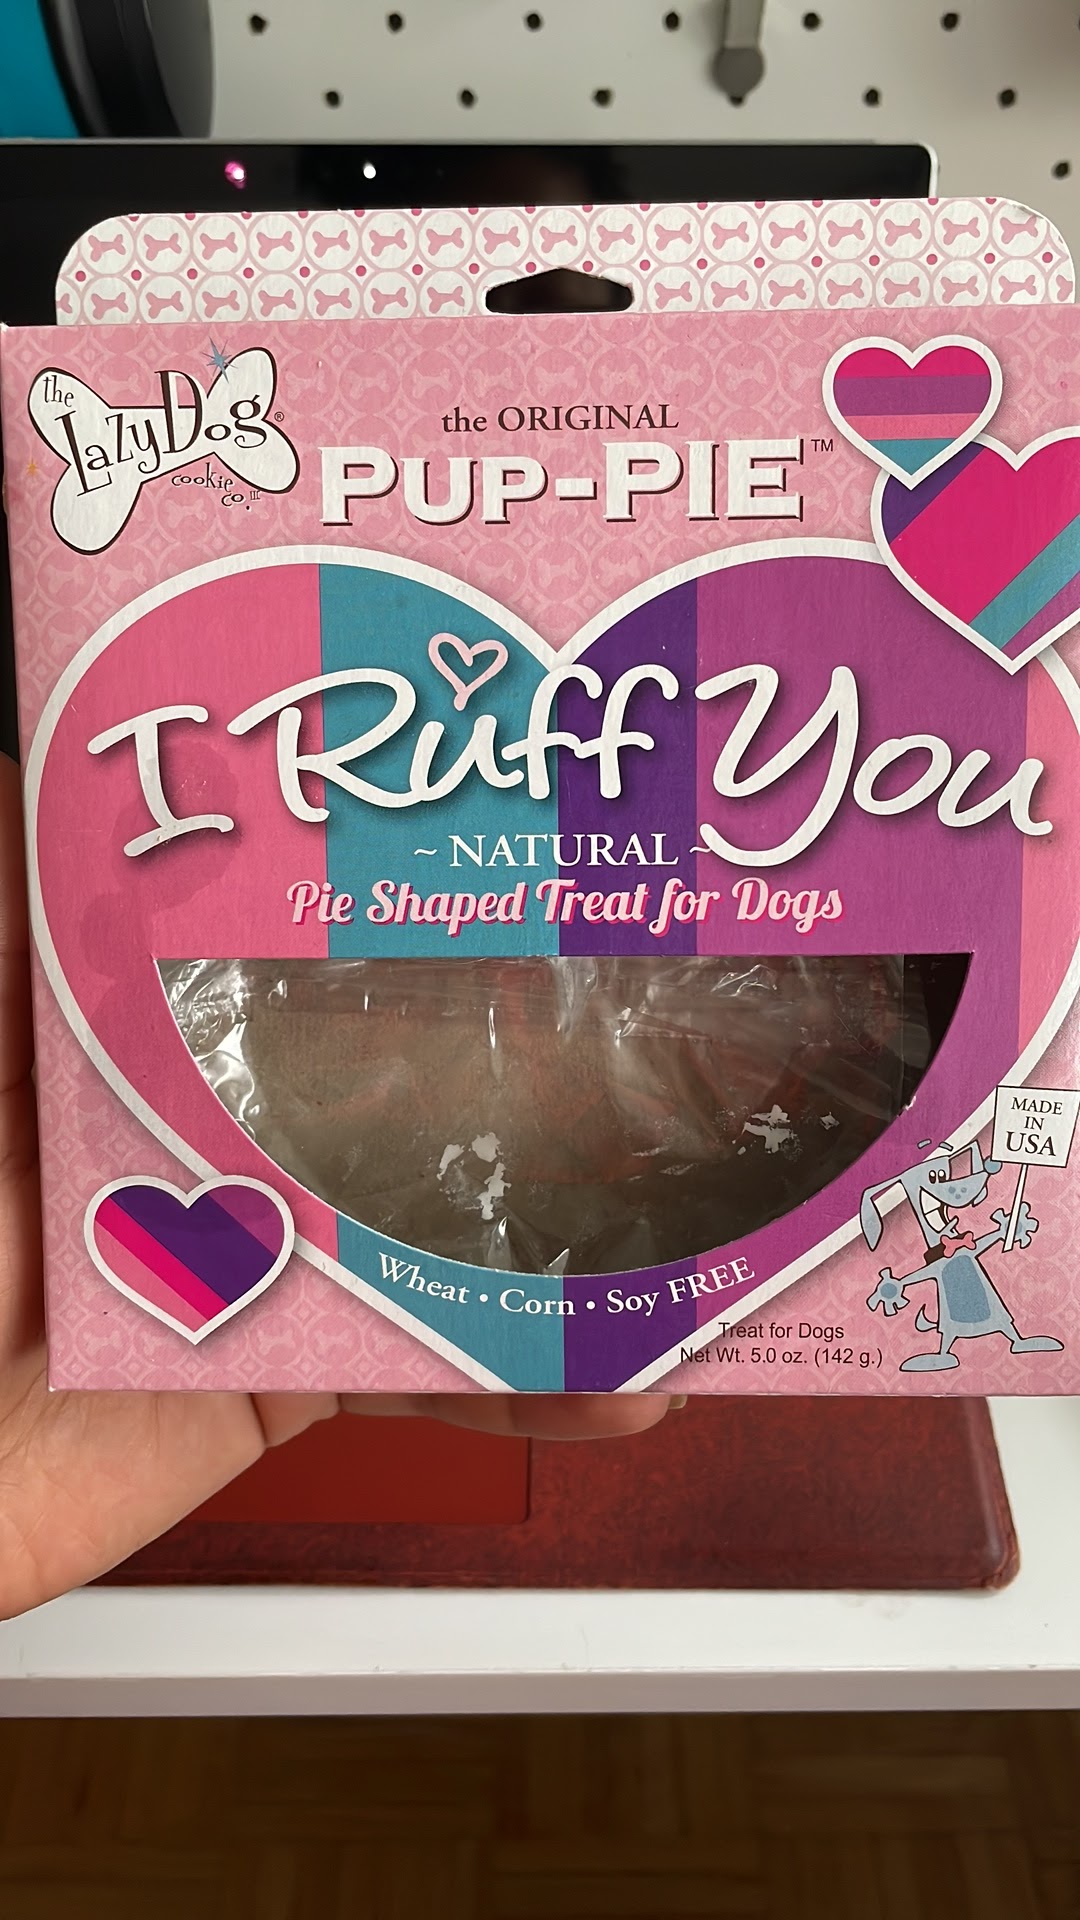 the
LazyDog®
cookie
co. III
the ORIGINAL
PUP-PIE™
I Ruff You
~ NATURAL ~
Pie Shaped Treat for Dogs
MADE
IN
USA
Wheat • Corn • Soy FREE
Treat for Dogs
Net Wt. 5.0 oz. (142 g.)